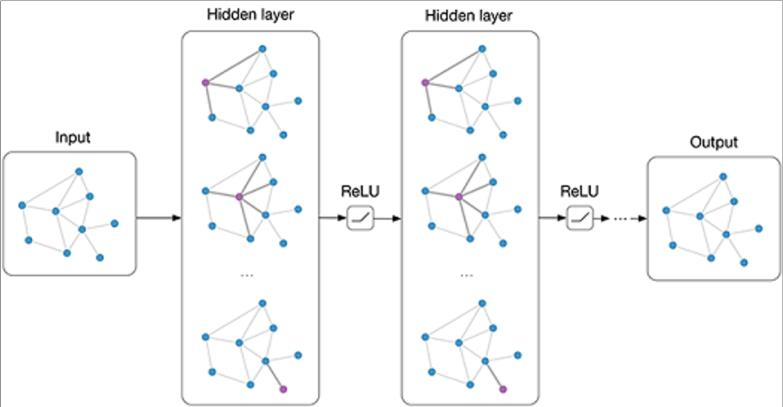 Hidden layer
Hidden layer
Input
ReLU
ReLU
Output
...
...
...